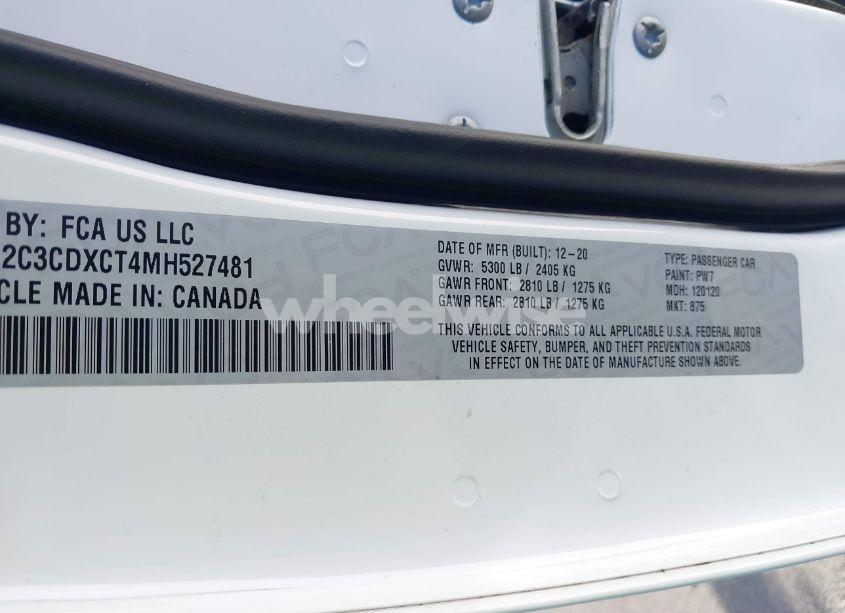 BY: FCA US LLC
2C3CDXCT4MH527481
CLE MADE IN: CANADA
DATE OF MFR (BUILT): 12-20
GVWR: 5300 LB / 2405 KG
GAWR FRONT: 2810 LB / 1275 KG
GAWR REAR: 2810 LB / 1275 KG
TYPE: PASSENGER CAR
PAINT: PW7
MDH: 120120
MKT: 875
THIS VEHICLE CONFORMS TO ALL APPLICABLE U.S.A. FEDERAL MOTOR
VEHICLE SAFETY, BUMPER, AND THEFT PREVENTION STANDARDS
IN EFFECT ON THE DATE OF MANUFACTURE SHOWN ABOVE.
wheelwise